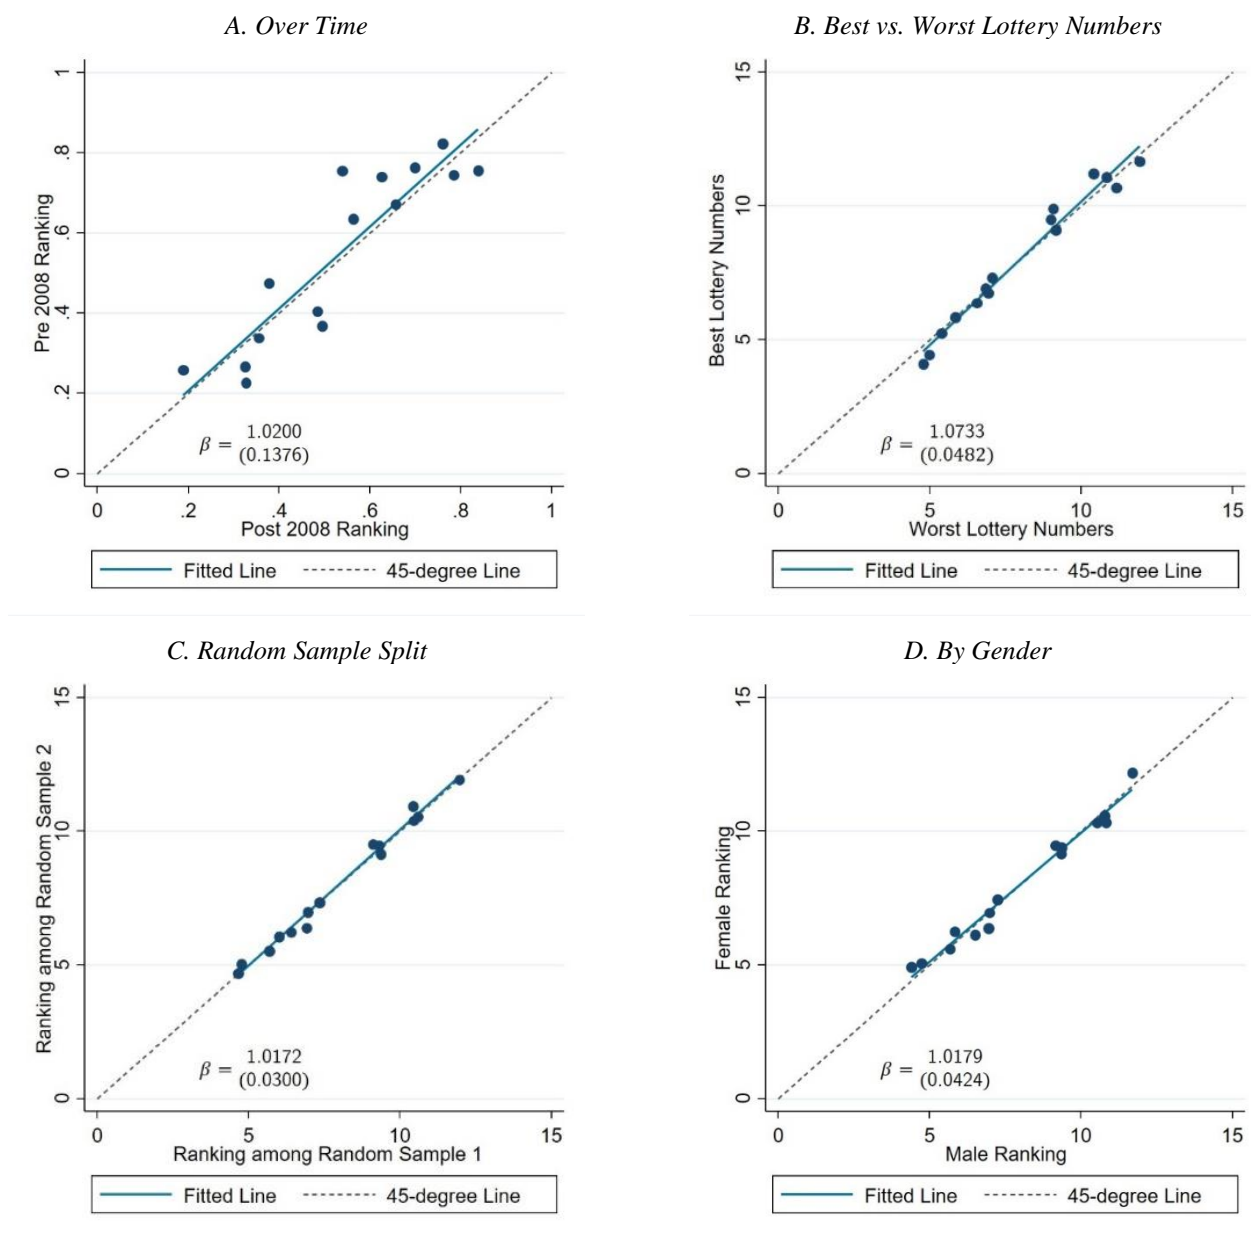 A. Over Time
Pre 2008 Ranking
1
.8
.6
.4
.2
0
β = 1.0200
(0.1376)
0 .2 .4 .6 .8 1
Post 2008 Ranking
Fitted Line 45-degree Line
B. Best vs. Worst Lottery Numbers
Best Lottery Numbers
15
10
5
0
β = 1.0733
(0.0482)
0 5 10 15
Worst Lottery Numbers
Fitted Line 45-degree Line
C. Random Sample Split
Ranking among Random Sample 2
15
10
5
0
β = 1.0172
(0.0300)
0 5 10 15
Ranking among Random Sample 1
Fitted Line 45-degree Line
D. By Gender
Female Ranking
15
10
5
0
β = 1.0179
(0.0424)
0 5 10 15
Male Ranking
Fitted Line 45-degree Line